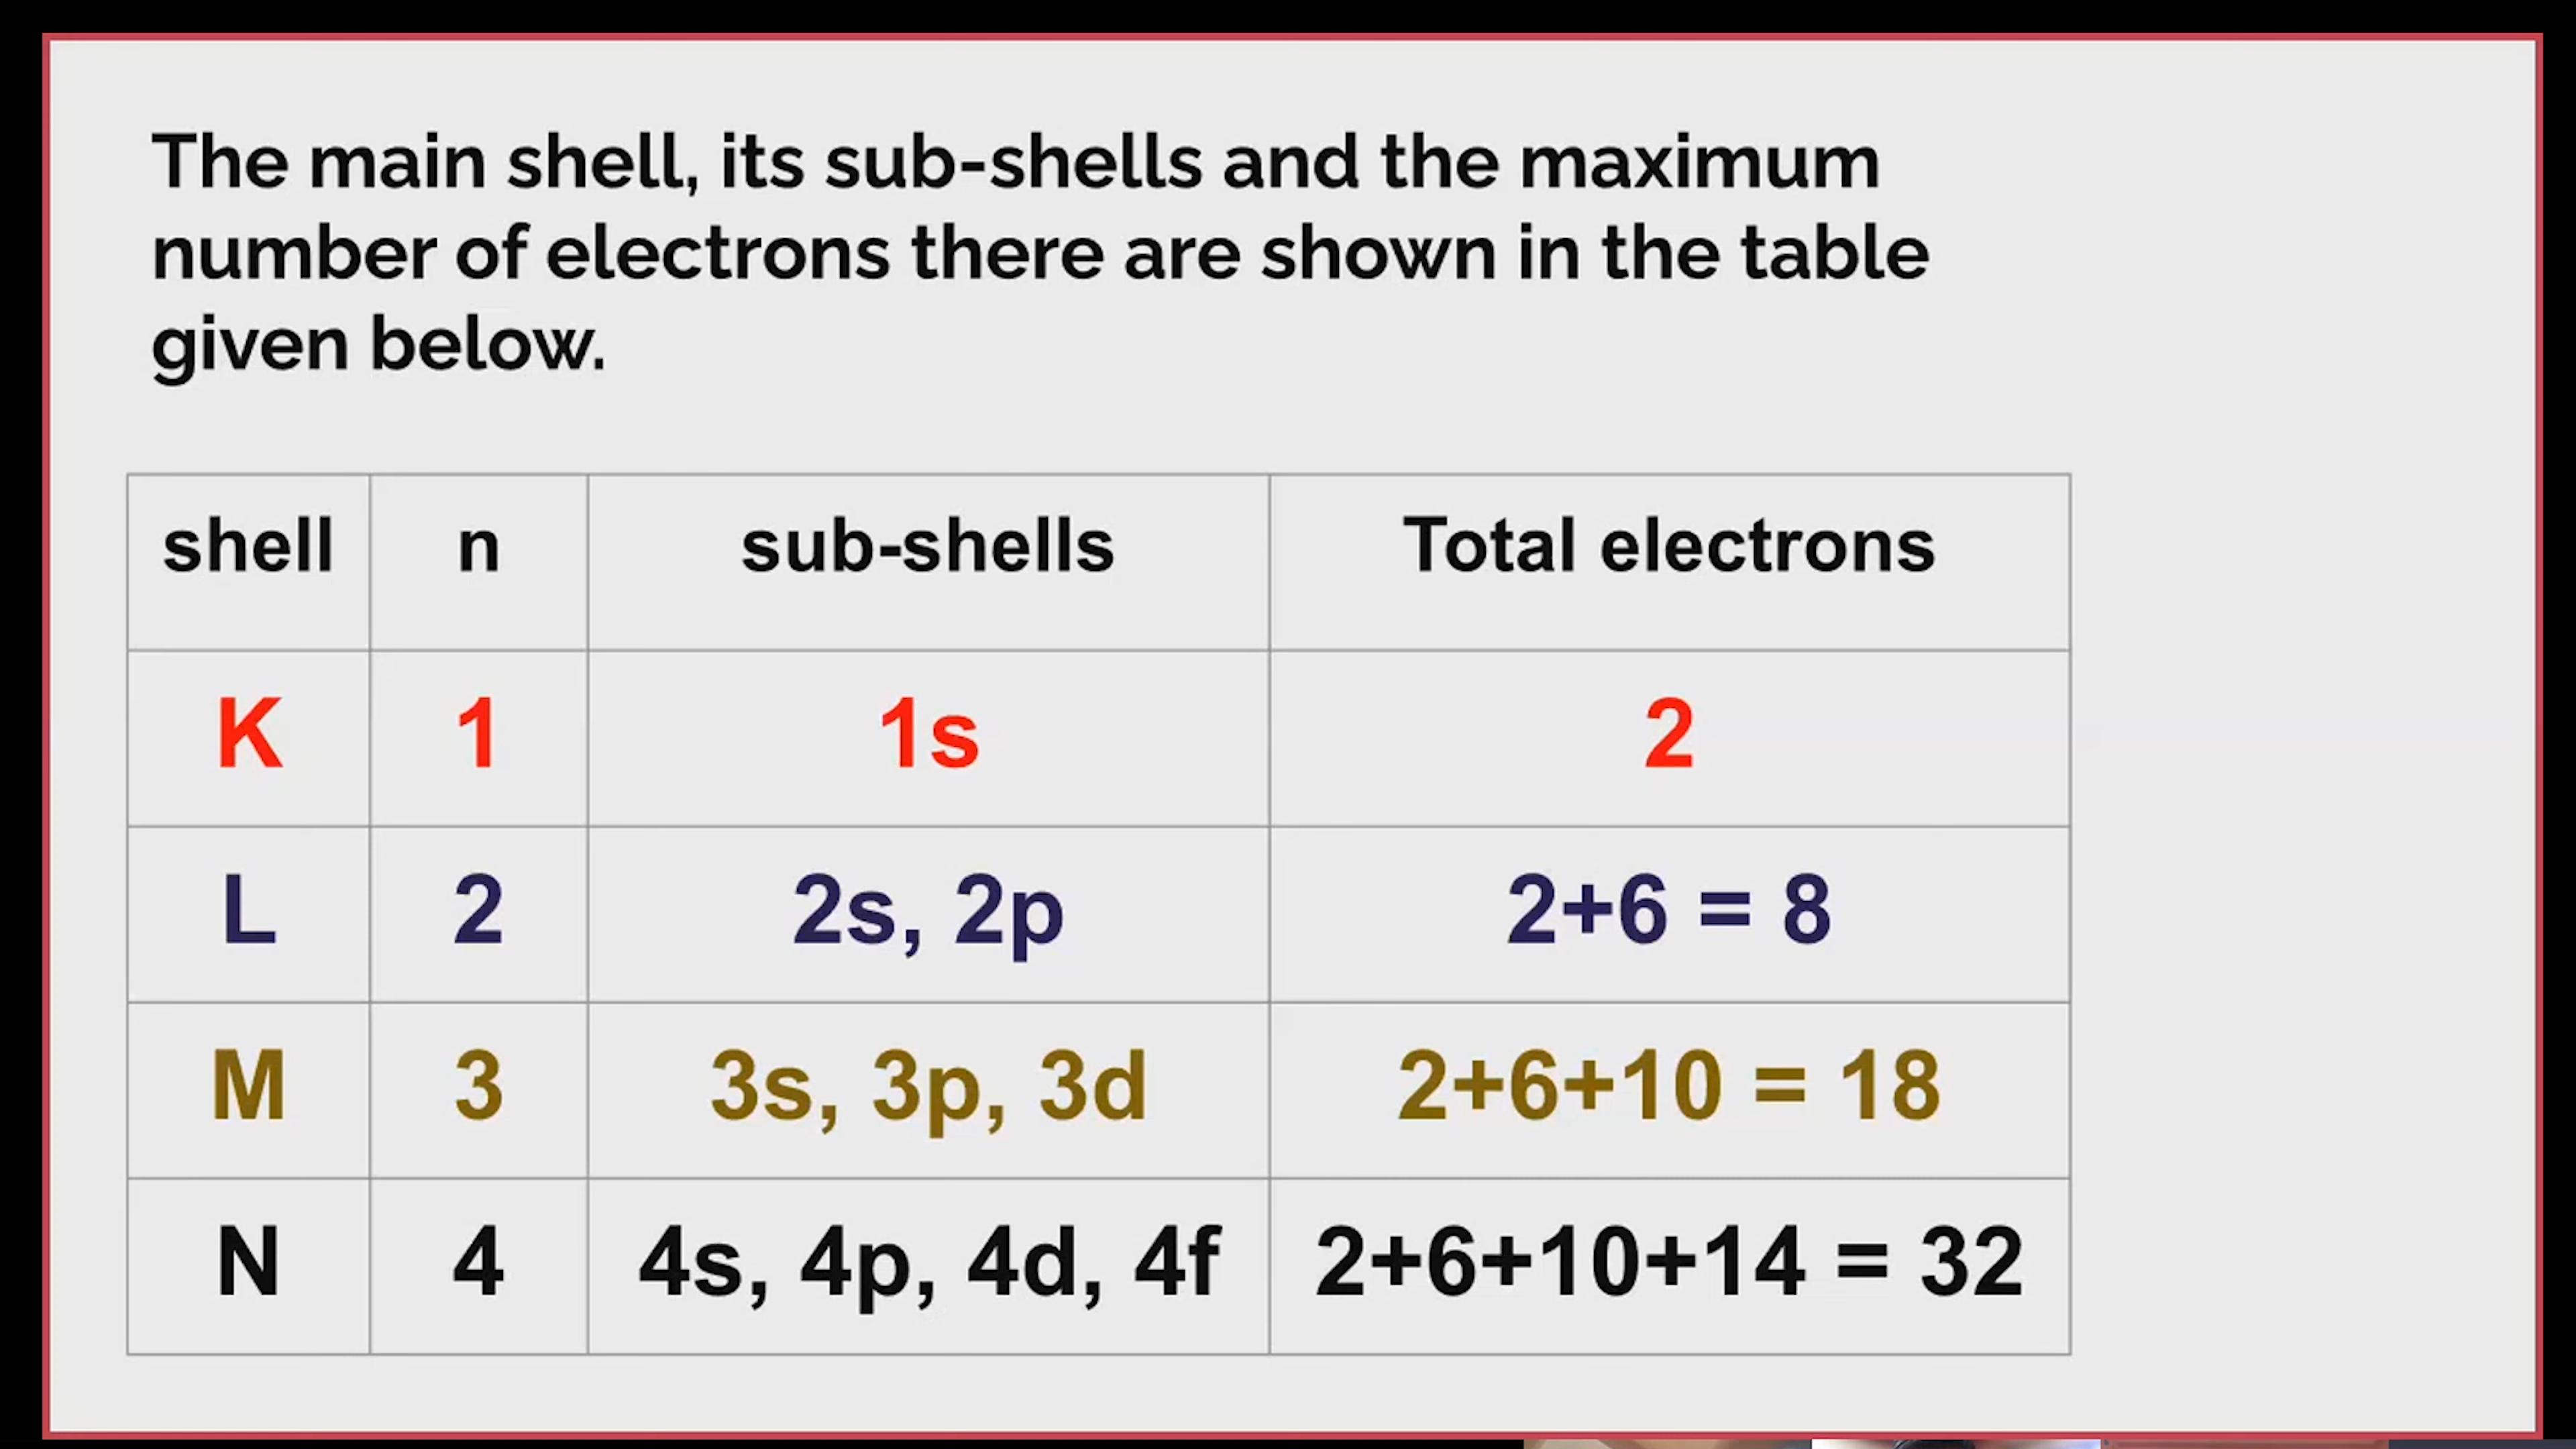 The main shell, its sub-shells and the maximum
number of electrons there are shown in the table
given below.
shell n sub-shells Total electrons
K 1 1s 2
L 2 2s, 2p 2+6 = 8
M 3 3s, 3p, 3d 2+6+10 = 18
N 4 4s, 4p, 4d, 4f 2+6+10+14 = 32